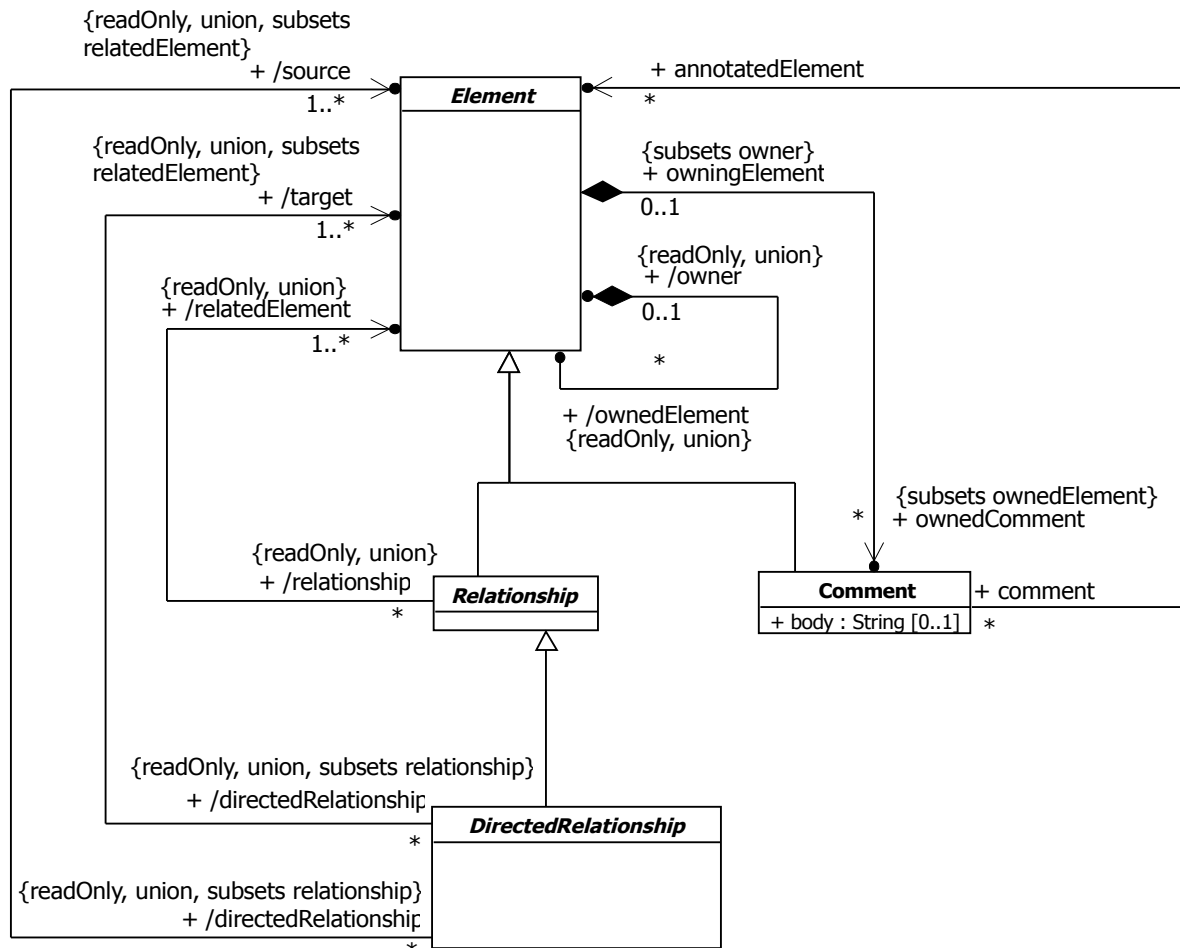 {readOnly, union, subsets
relatedElement}
+ /source
1..*
+ annotatedElement
*
Element
{readOnly, union, subsets
relatedElement}
+ /target
1..*
{subsets owner}
+ owningElement
0..1
{readOnly, union}
+ /owner
0..1
{readOnly, union}
+ /relatedElement
1..*
*
+ /ownedElement
{readOnly, union}
{subsets ownedElement}
+ ownedComment
*
{readOnly, union}
+ /relationship
*
Relationship
Comment
+ body : String [0..1]
+ comment
*
{readOnly, union, subsets relationship}
+ /directedRelationship
*
DirectedRelationship
{readOnly, union, subsets relationship}
+ /directedRelationship
*